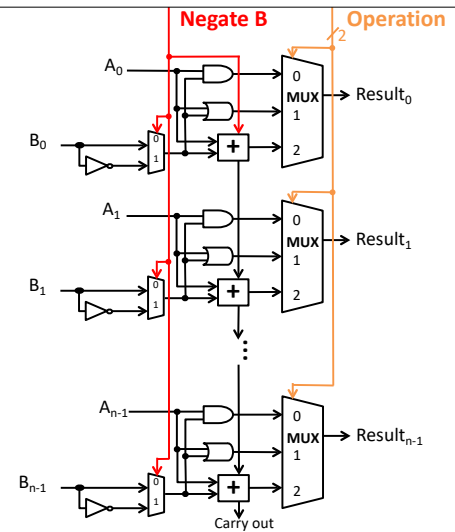 Negate B Operation
2
A0
0
MUX
1
Result0
B0
0
1
+
2
A1
0
MUX
1
Result1
B1
0
1
+
2
⋮
An-1
0
MUX
1
Resultn-1
Bn-1
0
1
+
2
Carry out